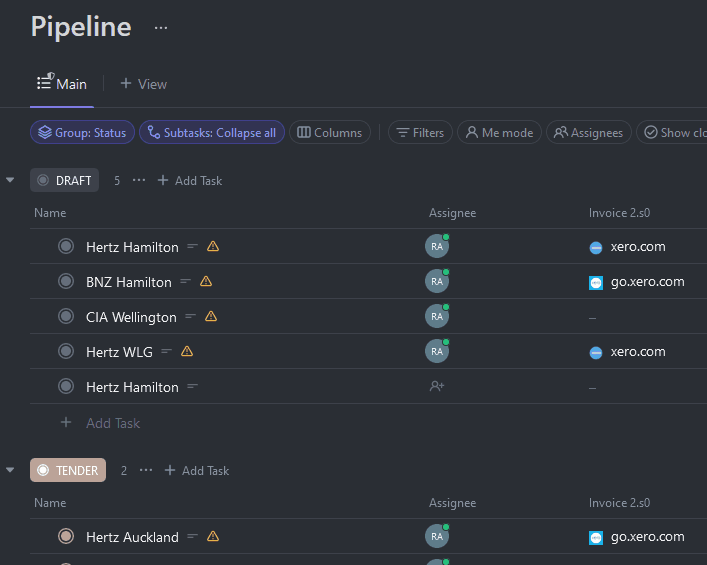 Pipeline ...
Main + View
Group: Status Subtasks: Collapse all Columns Filters Me mode Assignees Show clo
DRAFT 5 ... + Add Task
Name Assignee Invoice 2.s0
Hertz Hamilton RA xero.com
BNZ Hamilton RA go.xero.com
CIA Wellington RA –
Hertz WLG RA xero.com
Hertz Hamilton –
+ Add Task
TENDER 2 ... + Add Task
Name Assignee Invoice 2.s0
Hertz Auckland RA go.xero.com